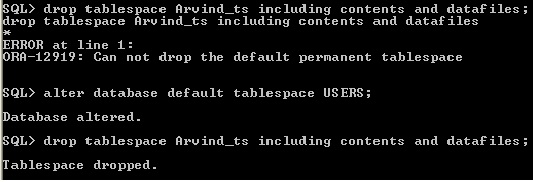 SQL> drop tablespace Arvind_ts including contents and datafiles;
drop tablespace Arvind_ts including contents and datafiles
*
ERROR at line 1:
ORA-12919: Can not drop the default permanent tablespace
SQL> alter database default tablespace USERS;
Database altered.
SQL> drop tablespace Arvind_ts including contents and datafiles;
Tablespace dropped.